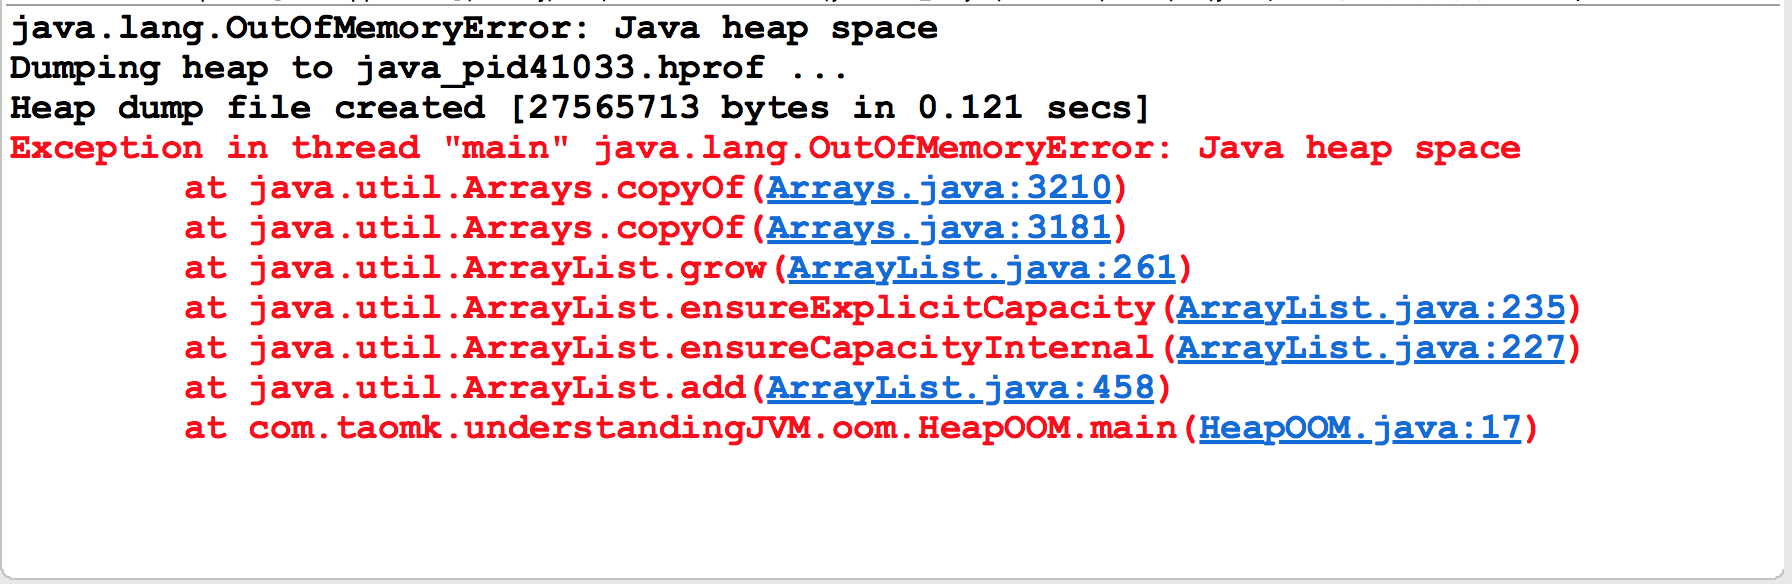 java.lang.OutOfMemoryError: Java heap space
Dumping heap to java_pid41033.hprof ...
Heap dump file created [27565713 bytes in 0.121 secs]
Exception in thread "main" java.lang.OutOfMemoryError: Java heap space
	at java.util.Arrays.copyOf(Arrays.java:3210)
	at java.util.Arrays.copyOf(Arrays.java:3181)
	at java.util.ArrayList.grow(ArrayList.java:261)
	at java.util.ArrayList.ensureExplicitCapacity(ArrayList.java:235)
	at java.util.ArrayList.ensureCapacityInternal(ArrayList.java:227)
	at java.util.ArrayList.add(ArrayList.java:458)
	at com.taomk.understandingJVM.oom.HeapOOM.main(HeapOOM.java:17)